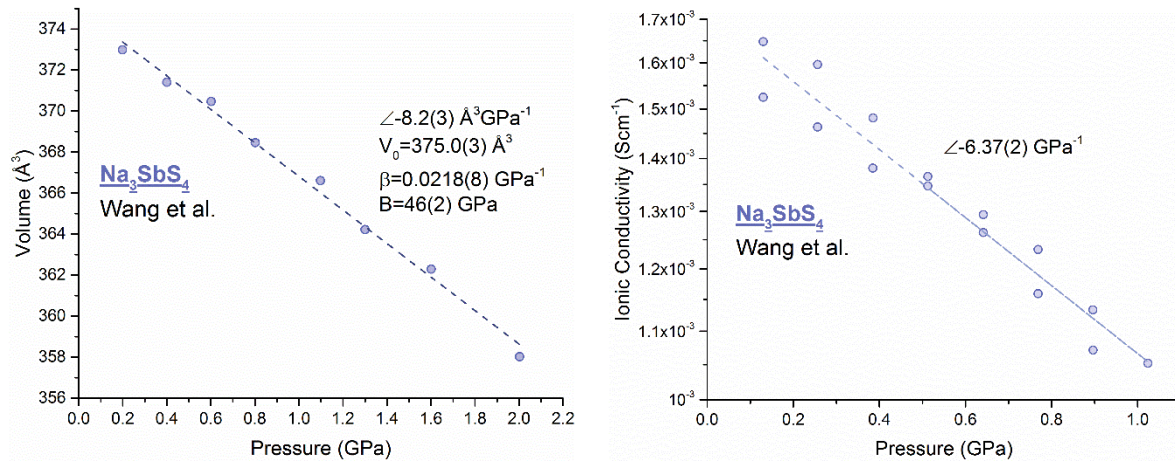 374
372
370
368
366
364
362
360
358
356
Volume (Å³)
∠-8.2(3) Å³GPa⁻¹
V₀=375.0(3) Å³
β=0.0218(8) GPa⁻¹
B=46(2) GPa
Na₃SbS₄
Wang et al.
0.0 0.2 0.4 0.6 0.8 1.0 1.2 1.4 1.6 1.8 2.0 2.2
Pressure (GPa)
1.7x10⁻³
1.6x10⁻³
1.5x10⁻³
1.4x10⁻³
1.3x10⁻³
1.2x10⁻³
1.1x10⁻³
10⁻³
Ionic Conductivity (Scm⁻¹)
∠-6.37(2) GPa⁻¹
Na₃SbS₄
Wang et al.
0.0 0.2 0.4 0.6 0.8 1.0
Pressure (GPa)